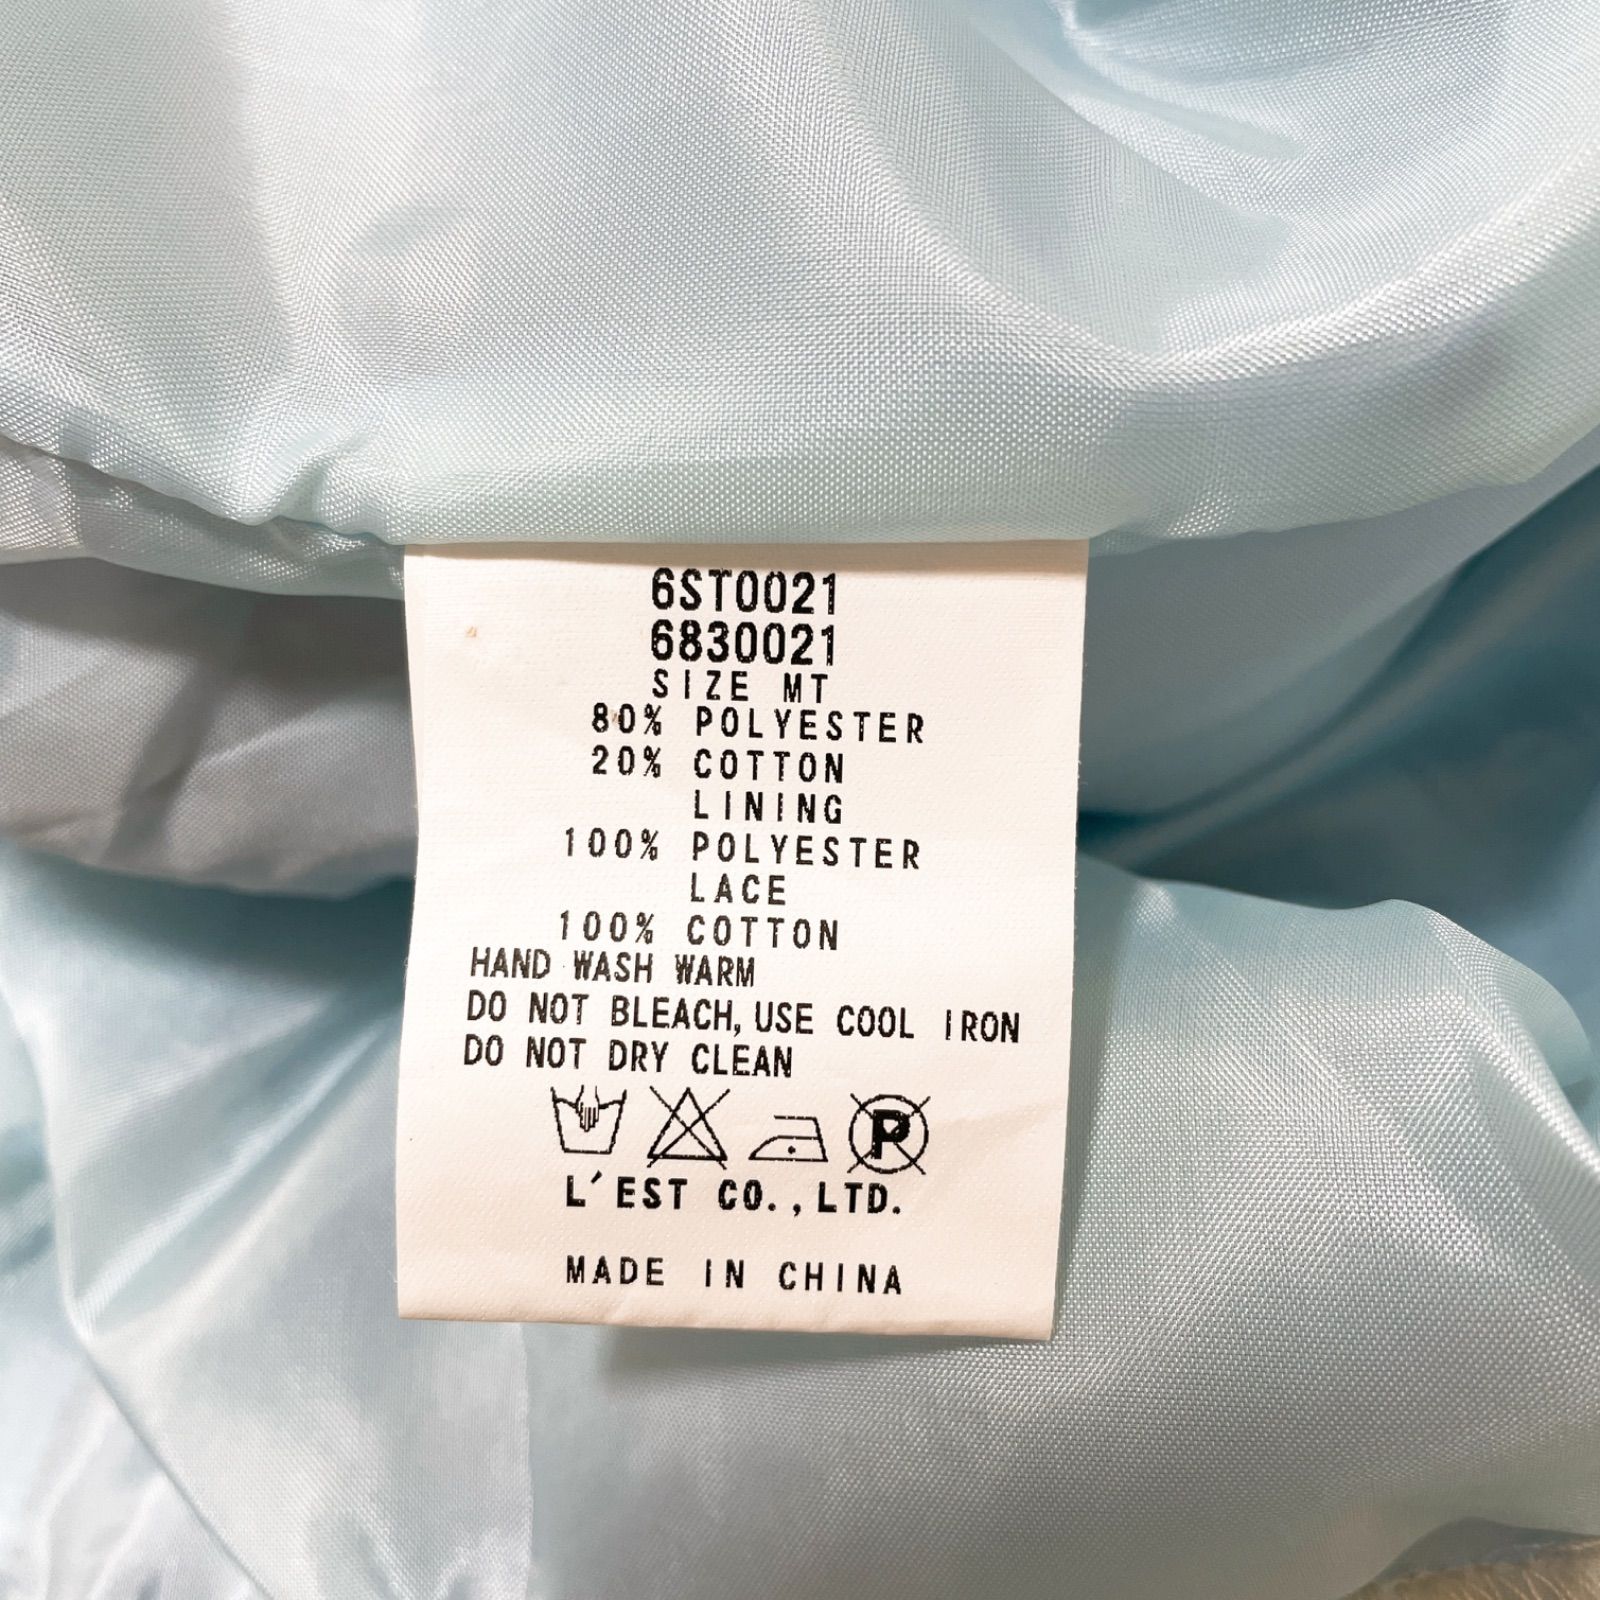 6ST0021
6830021
SIZE MT
80% POLYESTER
20% COTTON
LINING
100% POLYESTER
LACE
100% COTTON
HAND WASH WARM
DO NOT BLEACH, USE COOL IRON
DO NOT DRY CLEAN
P
L'EST CO., LTD.
MADE IN CHINA